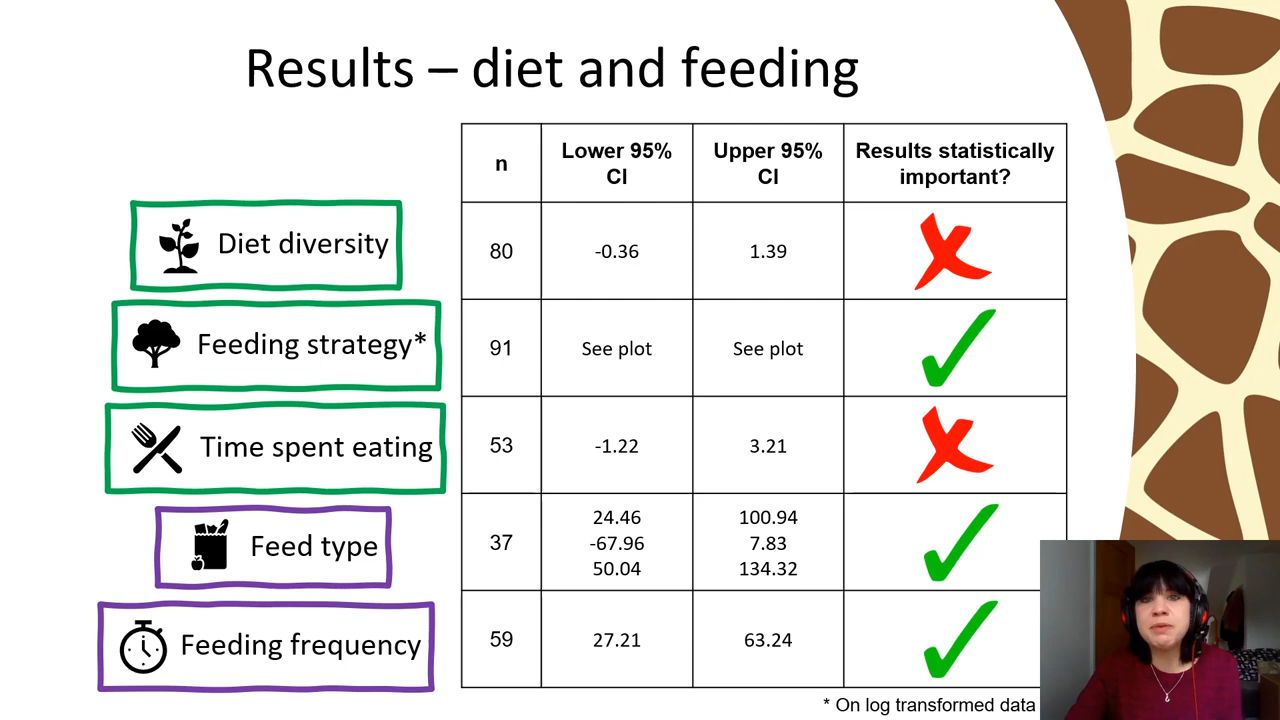 Results – diet and feeding
n
Lower 95%
CI
Upper 95%
CI
Results statistically
important?
Diet diversity
80
-0.36
1.39
Feeding strategy*
91
See plot
See plot
Time spent eating
53
-1.22
3.21
Feed type
37
24.46
-67.96
50.04
100.94
7.83
134.32
Feeding frequency
59
27.21
63.24
* On log transformed data